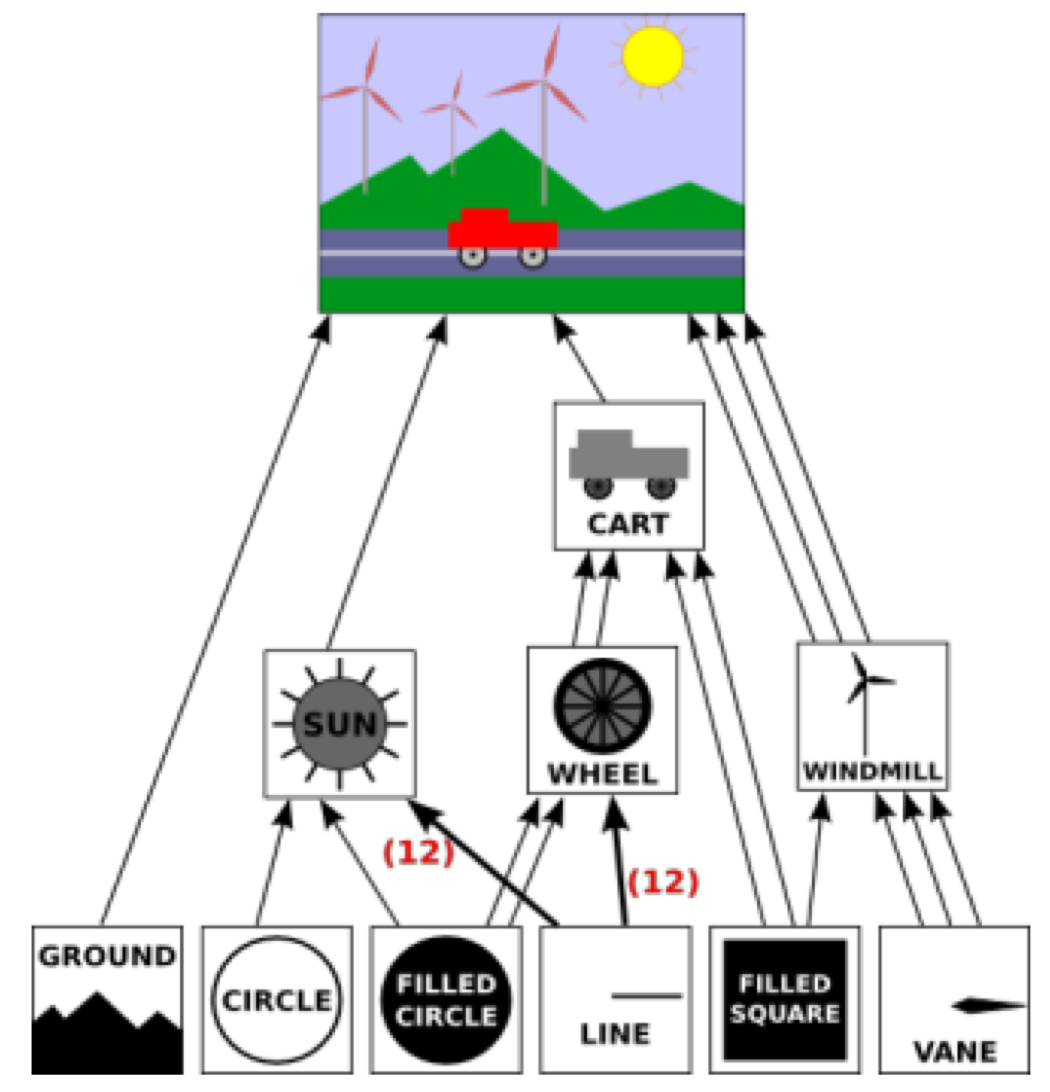 CART
SUN
WHEEL
WINDMILL
(12)
(12)
GROUND
CIRCLE
FILLED
CIRCLE
LINE
FILLED
SQUARE
VANE